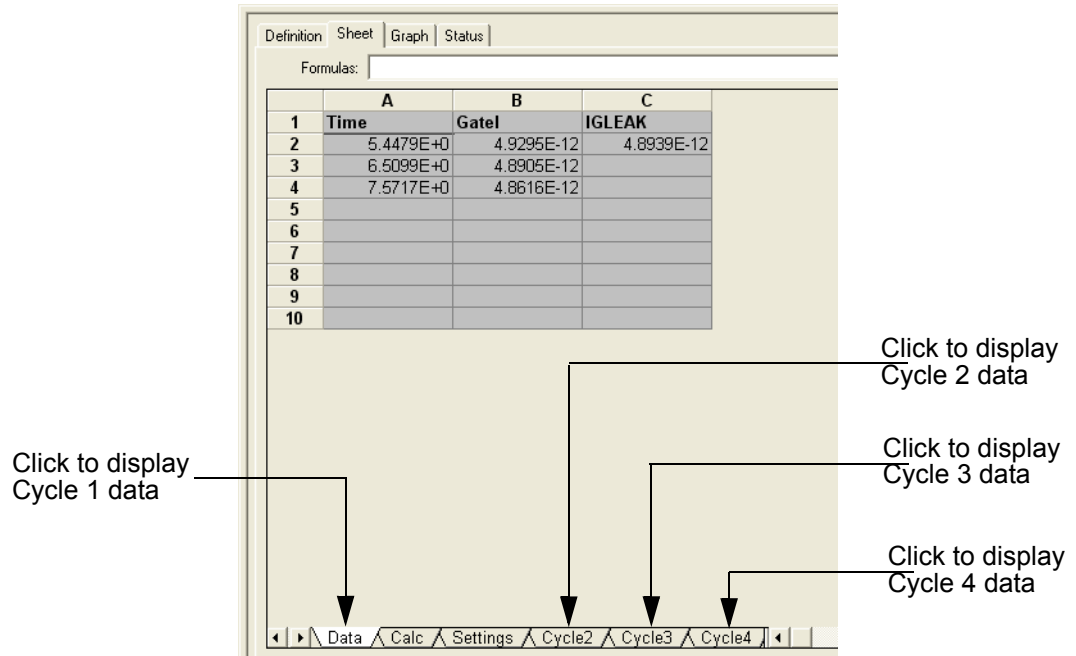 Definition Sheet Graph Status
Formulas:
A B C
1 Time GateI IGLEAK
2 5.4479E+0 4.9295E-12 4.8939E-12
3 6.5099E+0 4.8905E-12
4 7.5717E+0 4.8616E-12
5
6
7
8
9
10
Click to display
Cycle 2 data
Click to display
Cycle 1 data
Click to display
Cycle 3 data
Click to display
Cycle 4 data
Data Calc Settings Cycle2 Cycle3 Cycle4